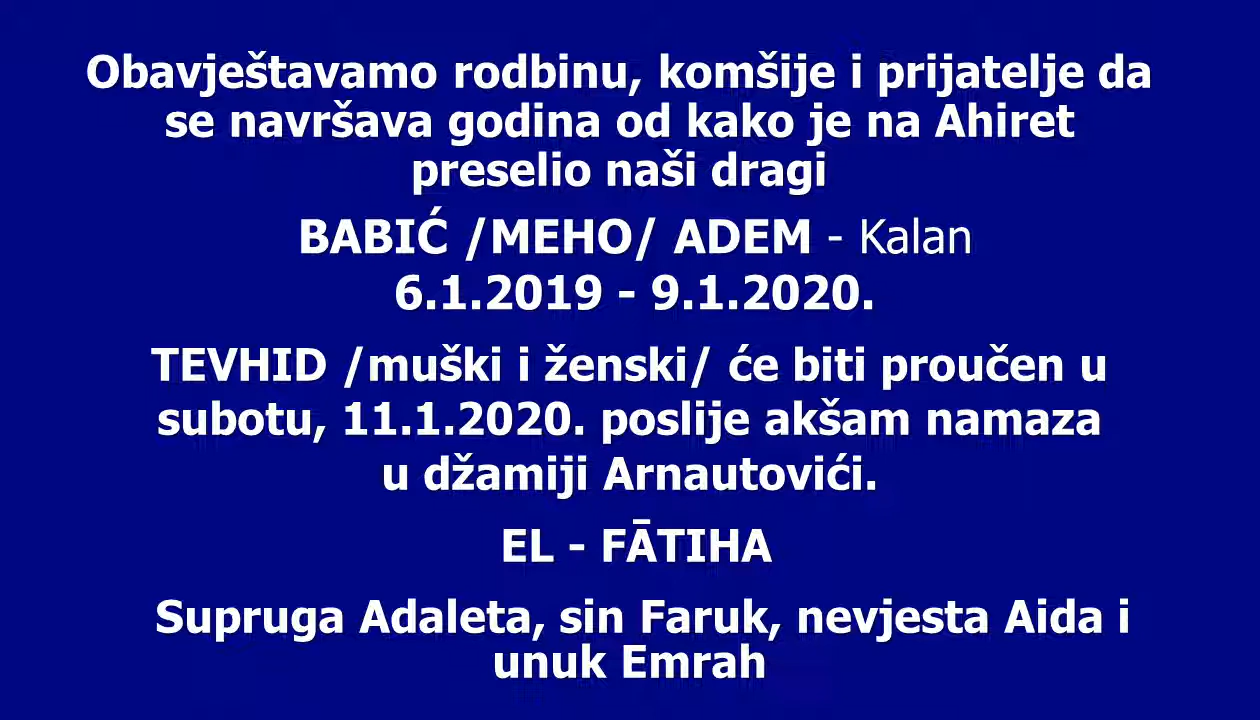 Obavještavamo rodbinu, komšije i prijatelje da
se navršava godina od kako je na Ahiret
preselio naši dragi
BABIĆ /MEHO/ ADEM - Kalan
6.1.2019 - 9.1.2020.
TEVHID /muški i ženski/ će biti proučen u
subotu, 11.1.2020. poslije akšam namaza
u džamiji Arnautovići.
EL - FĀTIHA
Supruga Adaleta, sin Faruk, nevjesta Aida i
unuk Emrah